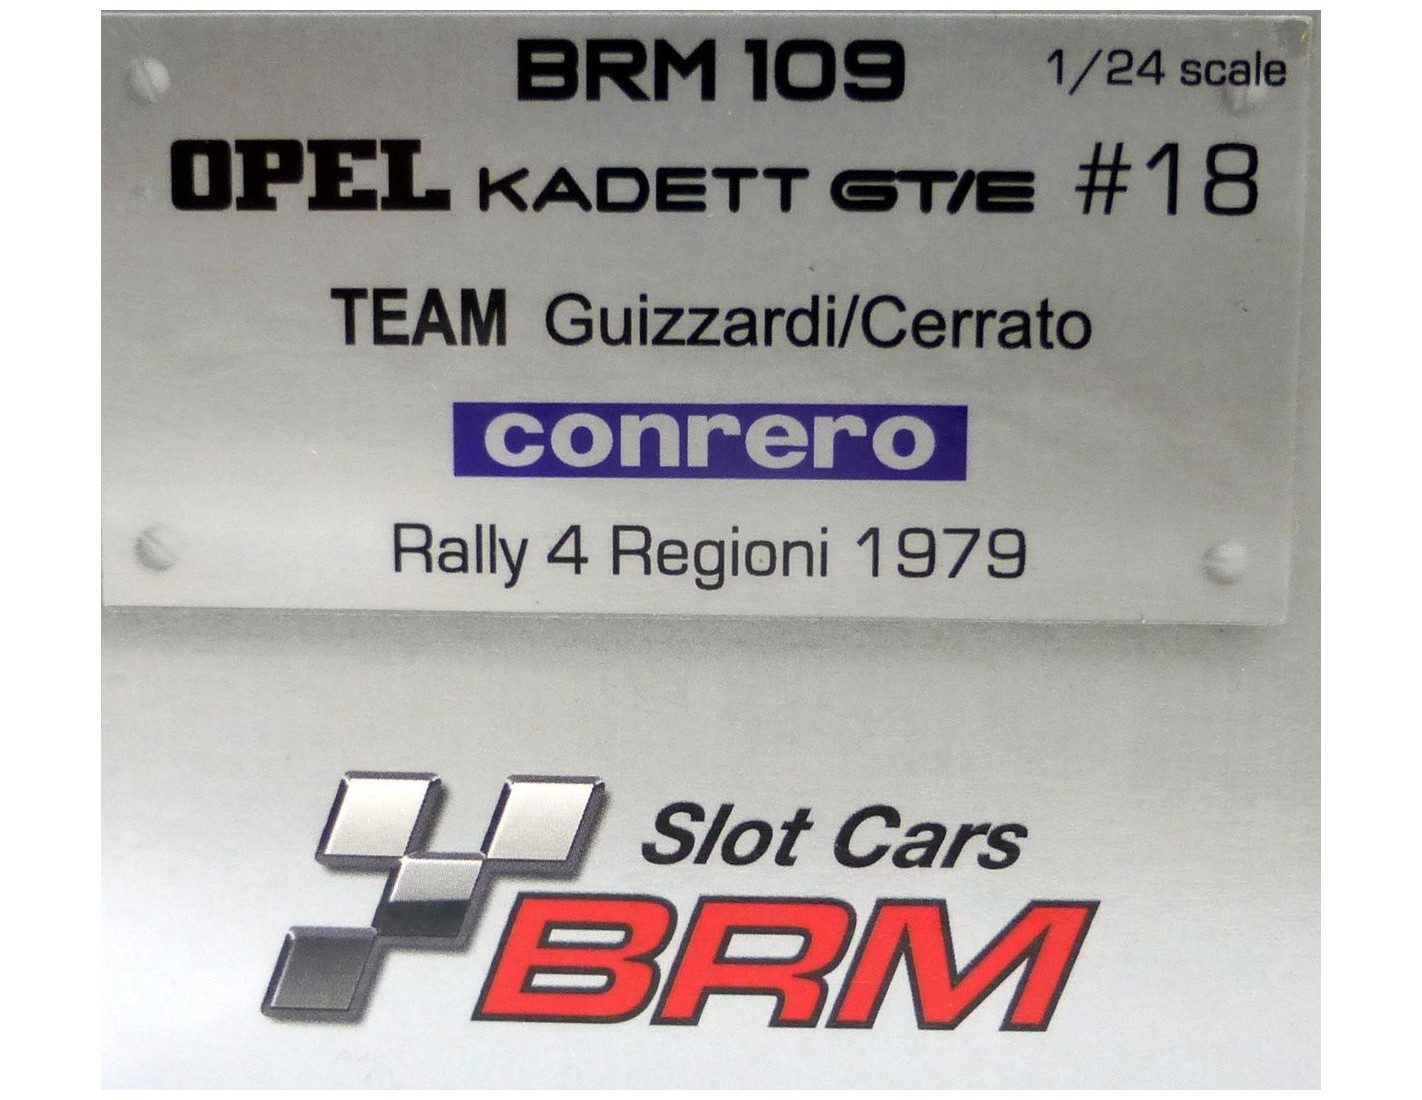 BRM 109 1/24 scale
OPEL KADETT GT/E #18
TEAM Guizzardi/Cerrato
conrero
Rally 4 Regioni 1979
Slot Cars
BRM